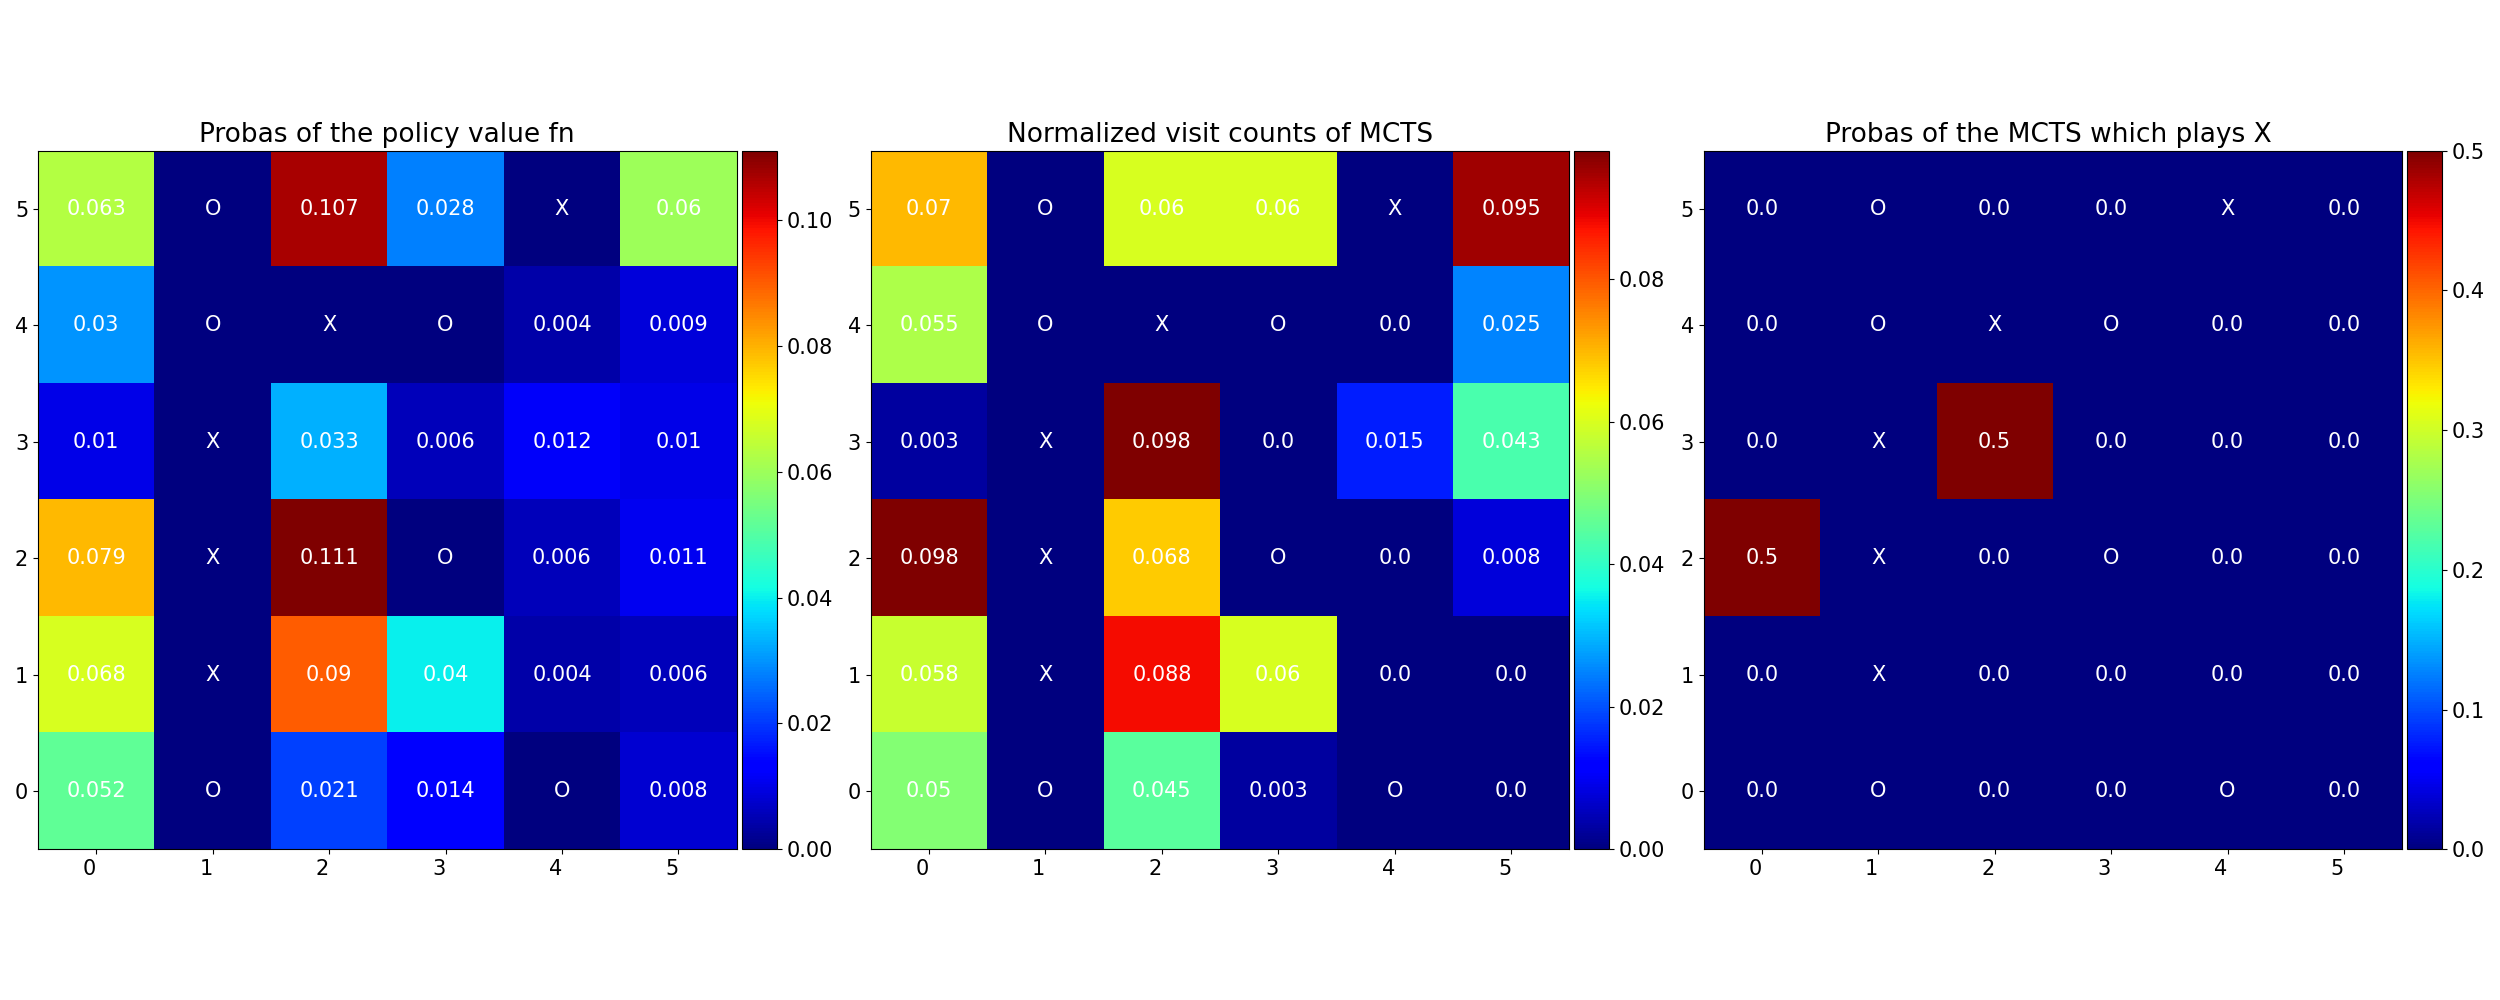 Probas of the policy value fn
5 0.063 O 0.107 0.028 X 0.06
4 0.03 O X O 0.004 0.009
3 0.01 X 0.033 0.006 0.012 0.01
2 0.079 X 0.111 O 0.006 0.011
1 0.068 X 0.09 0.04 0.004 0.006
0 0.052 O 0.021 0.014 O 0.008
0 1 2 3 4 5
0.10
0.08
0.06
0.04
0.02
0.00
Normalized visit counts of MCTS
5 0.07 O 0.06 0.06 X 0.095
4 0.055 O X O 0.0 0.025
3 0.003 X 0.098 0.0 0.015 0.043
2 0.098 X 0.068 O 0.0 0.008
1 0.058 X 0.088 0.06 0.0 0.0
0 0.05 O 0.045 0.003 O 0.0
0 1 2 3 4 5
0.08
0.06
0.04
0.02
0.00
Probas of the MCTS which plays X
5 0.0 O 0.0 0.0 X 0.0
4 0.0 O X O 0.0 0.0
3 0.0 X 0.5 0.0 0.0 0.0
2 0.5 X 0.0 O 0.0 0.0
1 0.0 X 0.0 0.0 0.0 0.0
0 0.0 O 0.0 0.0 O 0.0
0 1 2 3 4 5
0.5
0.4
0.3
0.2
0.1
0.0